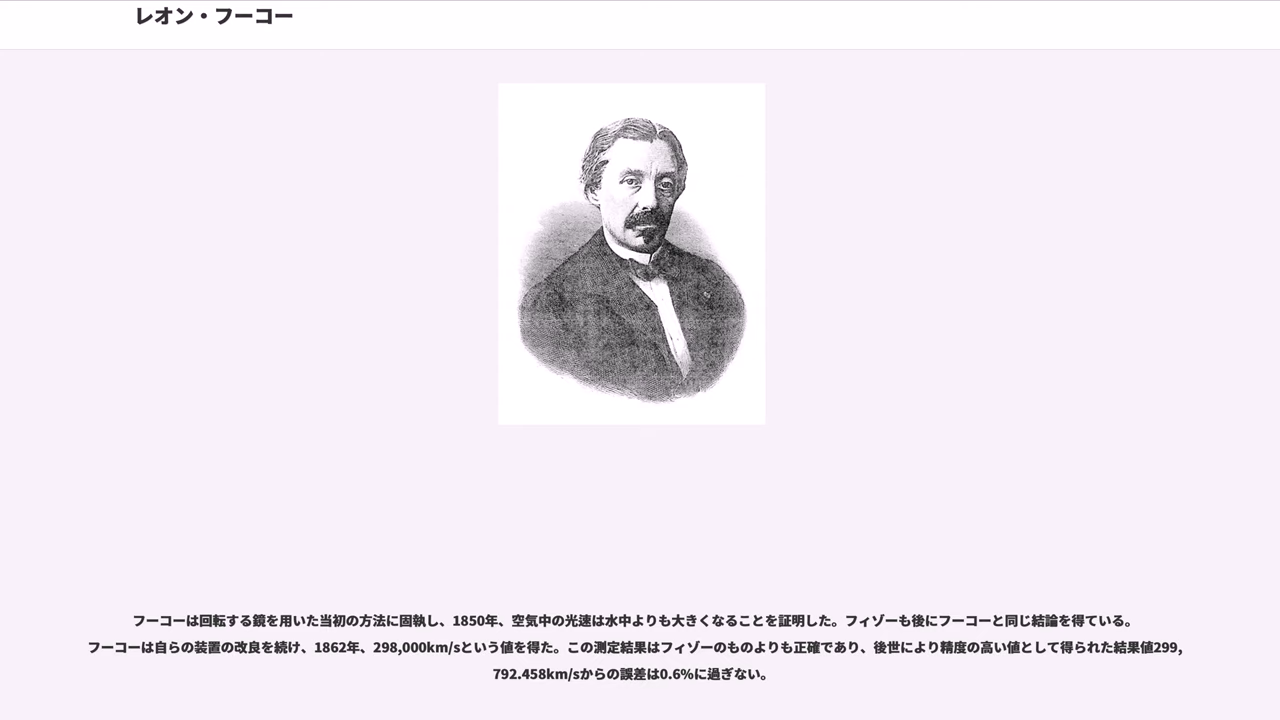 レオン・フーコー
フーコーは回転する鏡を用いた当初の方法に固執し、1850年、空気中の光速は水中よりも大きくなることを証明した。フィゾーも後にフーコーと同じ結論を得ている。
フーコーは自らの装置の改良を続け、1862年、298,000km/sという値を得た。この測定結果はフィゾーのものよりも正確であり、後世により精度の高い値として得られた結果値299,
792.458km/sからの誤差は0.6%に過ぎない。